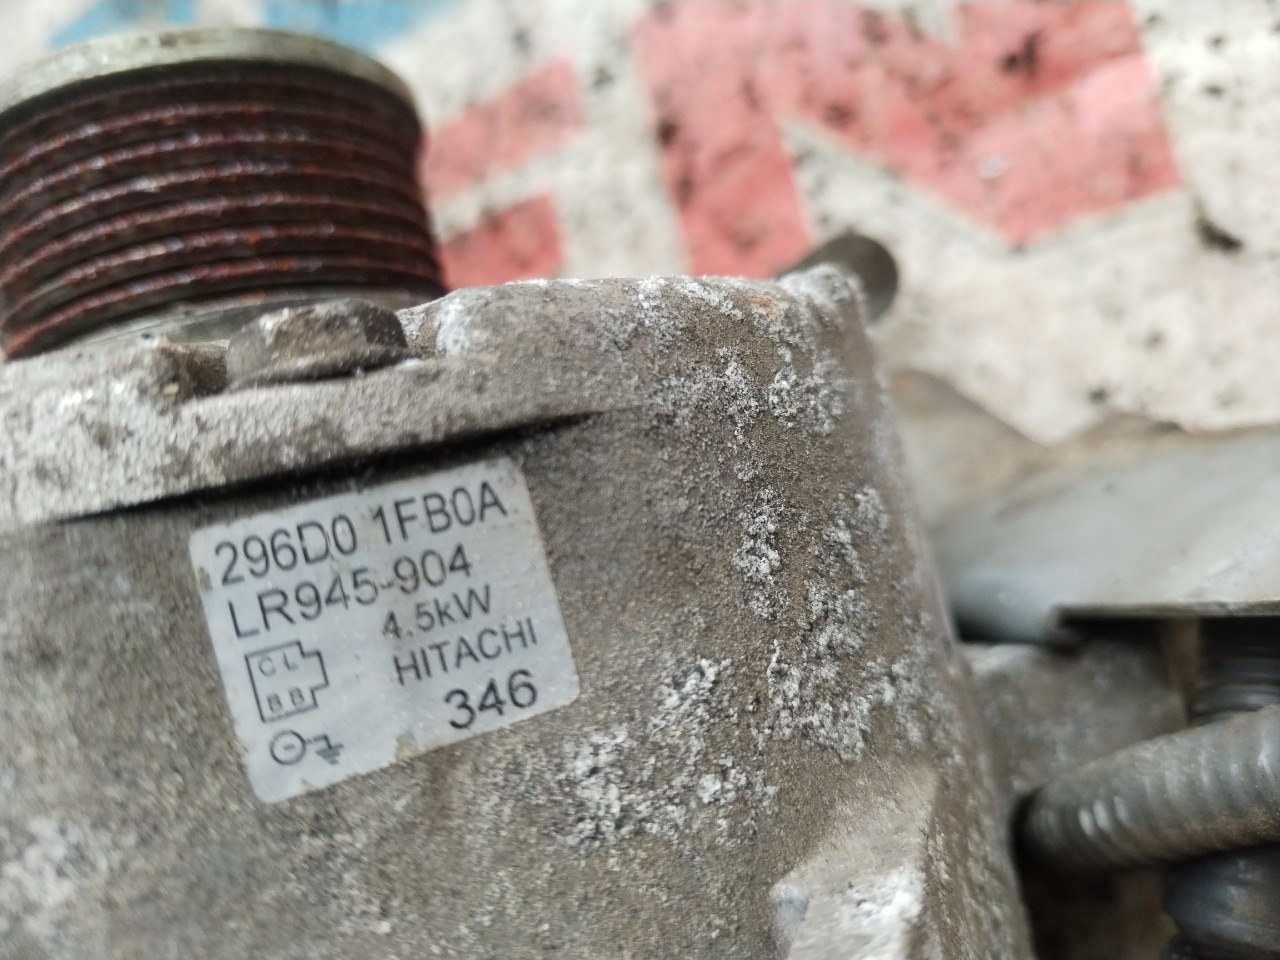 296D0 1FB0A
LR945-904
4.5kW
C L
HITACHI
B B
346